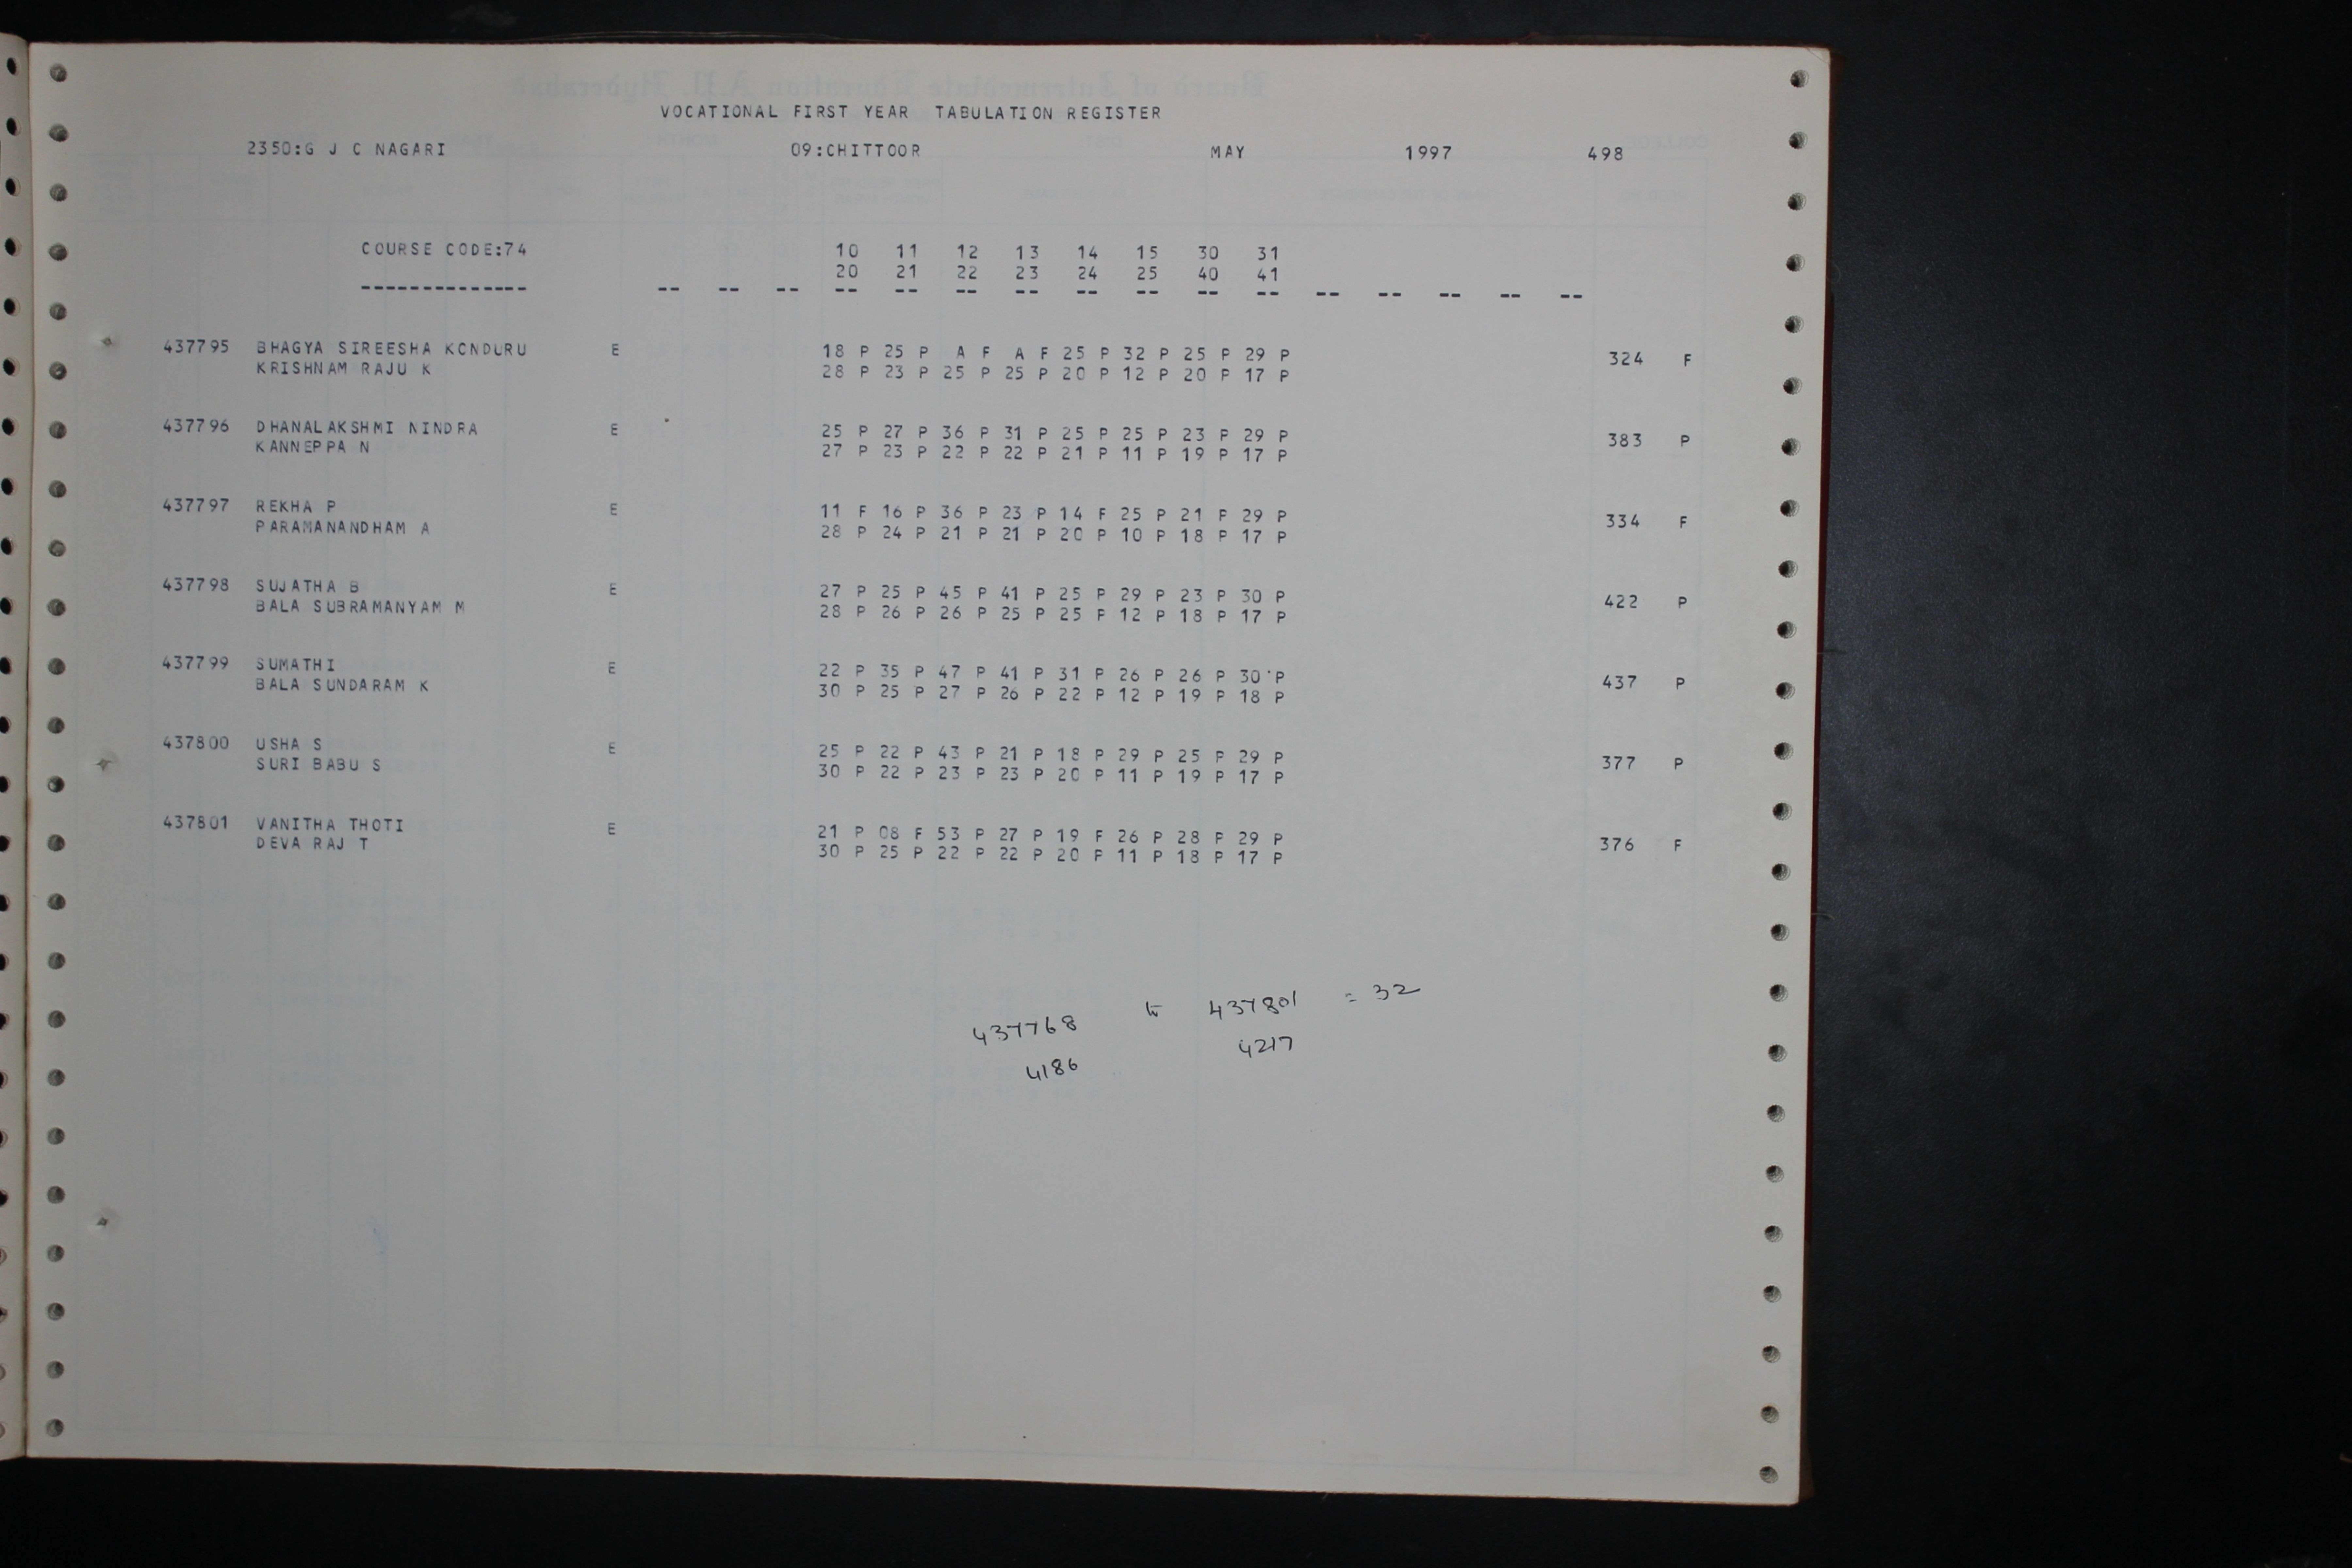 VOCATIONAL FIRST YEAR TABULATION REGISTER
2350:G J C NAGARI 09:CHITTOOR MAY 1997 498
COURSE CODE:74 10 11 12 13 14 15 30 31
20 21 22 23 24 25 40 41
-------------- -- -- -- -- -- -- -- -- -- -- -- -- -- -- -- --
437795 BHAGYA SIREESHA KONDURU E 18 P 25 P A F A F 25 P 32 P 25 P 29 P 324 F
KRISHNAM RAJU K 28 P 23 P 25 P 25 P 20 P 12 P 20 P 17 P
437796 DHANALAKSHMI NINDRA E 25 P 27 P 36 P 31 P 25 P 25 P 23 P 29 P 383 P
KANNEPPA N 27 P 23 P 22 P 22 P 21 P 11 P 19 P 17 P
437797 REKHA P E 11 F 16 P 36 P 23 P 14 F 25 P 21 P 29 P 334 F
PARAMANANDHAM A 28 P 24 P 21 P 21 P 20 P 10 P 18 P 17 P
437798 SUJATHA B E 27 P 25 P 45 P 41 P 25 P 29 P 23 P 30 P 422 P
BALA SUBRAMANYAM M 28 P 26 P 26 P 25 P 25 P 12 P 18 P 17 P
437799 SUMATHI E 22 P 35 P 47 P 41 P 31 P 26 P 26 P 30 P 437 P
BALA SUNDARAM K 30 P 25 P 27 P 26 P 22 P 12 P 19 P 18 P
437800 USHA S E 25 P 22 P 43 P 21 P 18 P 29 P 25 P 29 P 377 P
SURI BABU S 30 P 22 P 23 P 23 P 20 P 11 P 19 P 17 P
437801 VANITHA THOTI E 21 P 08 F 53 P 27 P 19 F 26 P 28 P 29 P 376 F
DEVA RAJ T 30 P 25 P 22 P 22 P 20 P 11 P 18 P 17 P
437768 to 437801 = 32
4186 4217